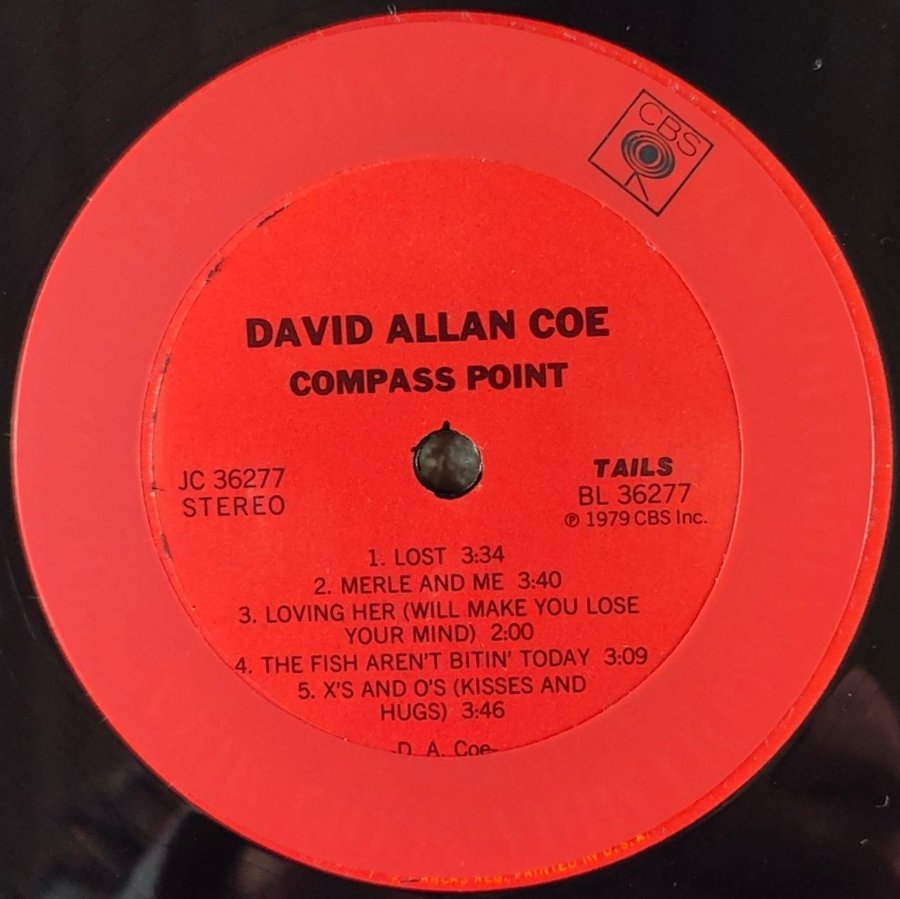 CBS
DAVID ALLAN COE
COMPASS POINT
JC 36277
STEREO
TAILS
BL 36277
℗ 1979 CBS Inc.
1. LOST 3:34
2. MERLE AND ME 3:40
3. LOVING HER (WILL MAKE YOU LOSE
YOUR MIND) 2:00
4. THE FISH AREN'T BITIN' TODAY 3:09
5. X'S AND O'S (KISSES AND
HUGS) 3:46
-D. A. Coe-
PRINTED IN U.S.A.